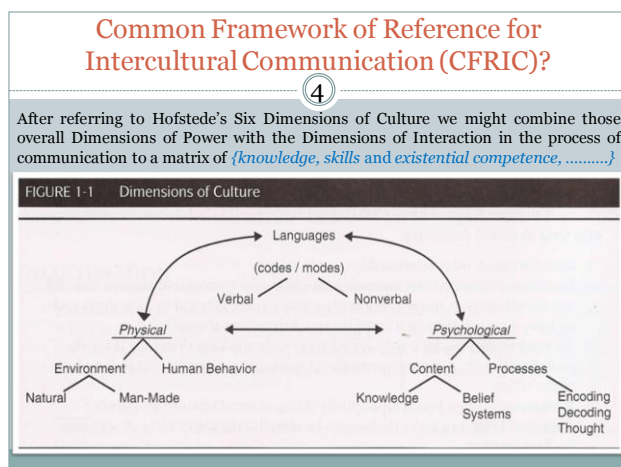 Common Framework of Reference for
Intercultural Communication (CFRIC)?
4
After referring to Hofstede's Six Dimensions of Culture we might combine those
overall Dimensions of Power with the Dimensions of Interaction in the process of
communication to a matrix of {knowledge, skills and existential competence, ..........}
FIGURE 1-1 Dimensions of Culture
Languages
(codes / modes)
Verbal Nonverbal
Physical Psychological
Environment Human Behavior Content Processes
Natural Man-Made Knowledge Belief Systems Encoding
Decoding
Thought